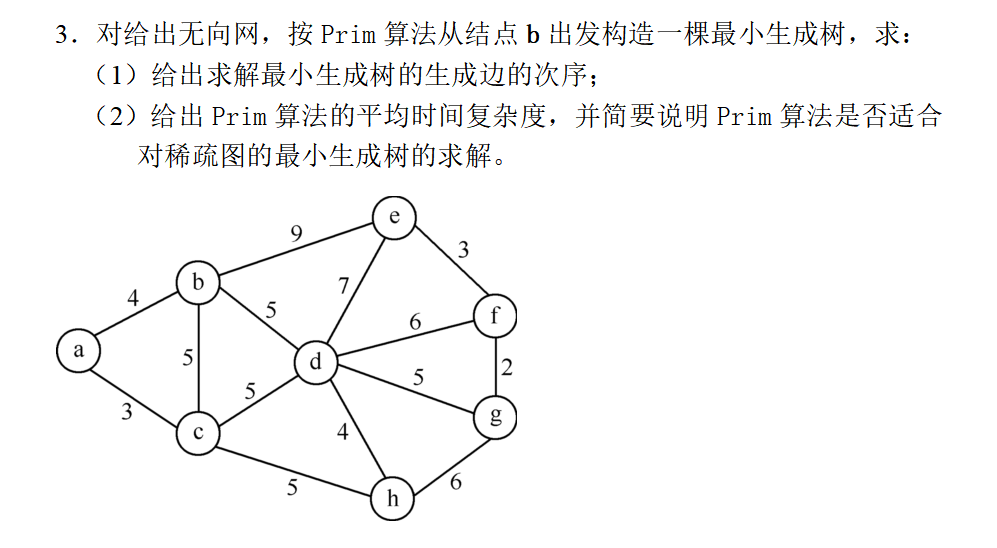 3．对给出无向网，按 Prim 算法从结点 b 出发构造一棵最小生成树，求：
（1）给出求解最小生成树的生成边的次序；
（2）给出 Prim 算法的平均时间复杂度，并简要说明 Prim 算法是否适合
对稀疏图的最小生成树的求解。
e
9
3
b
4
7
5
f
6
a
5
d
5
2
5
3
g
c
4
5
6
h